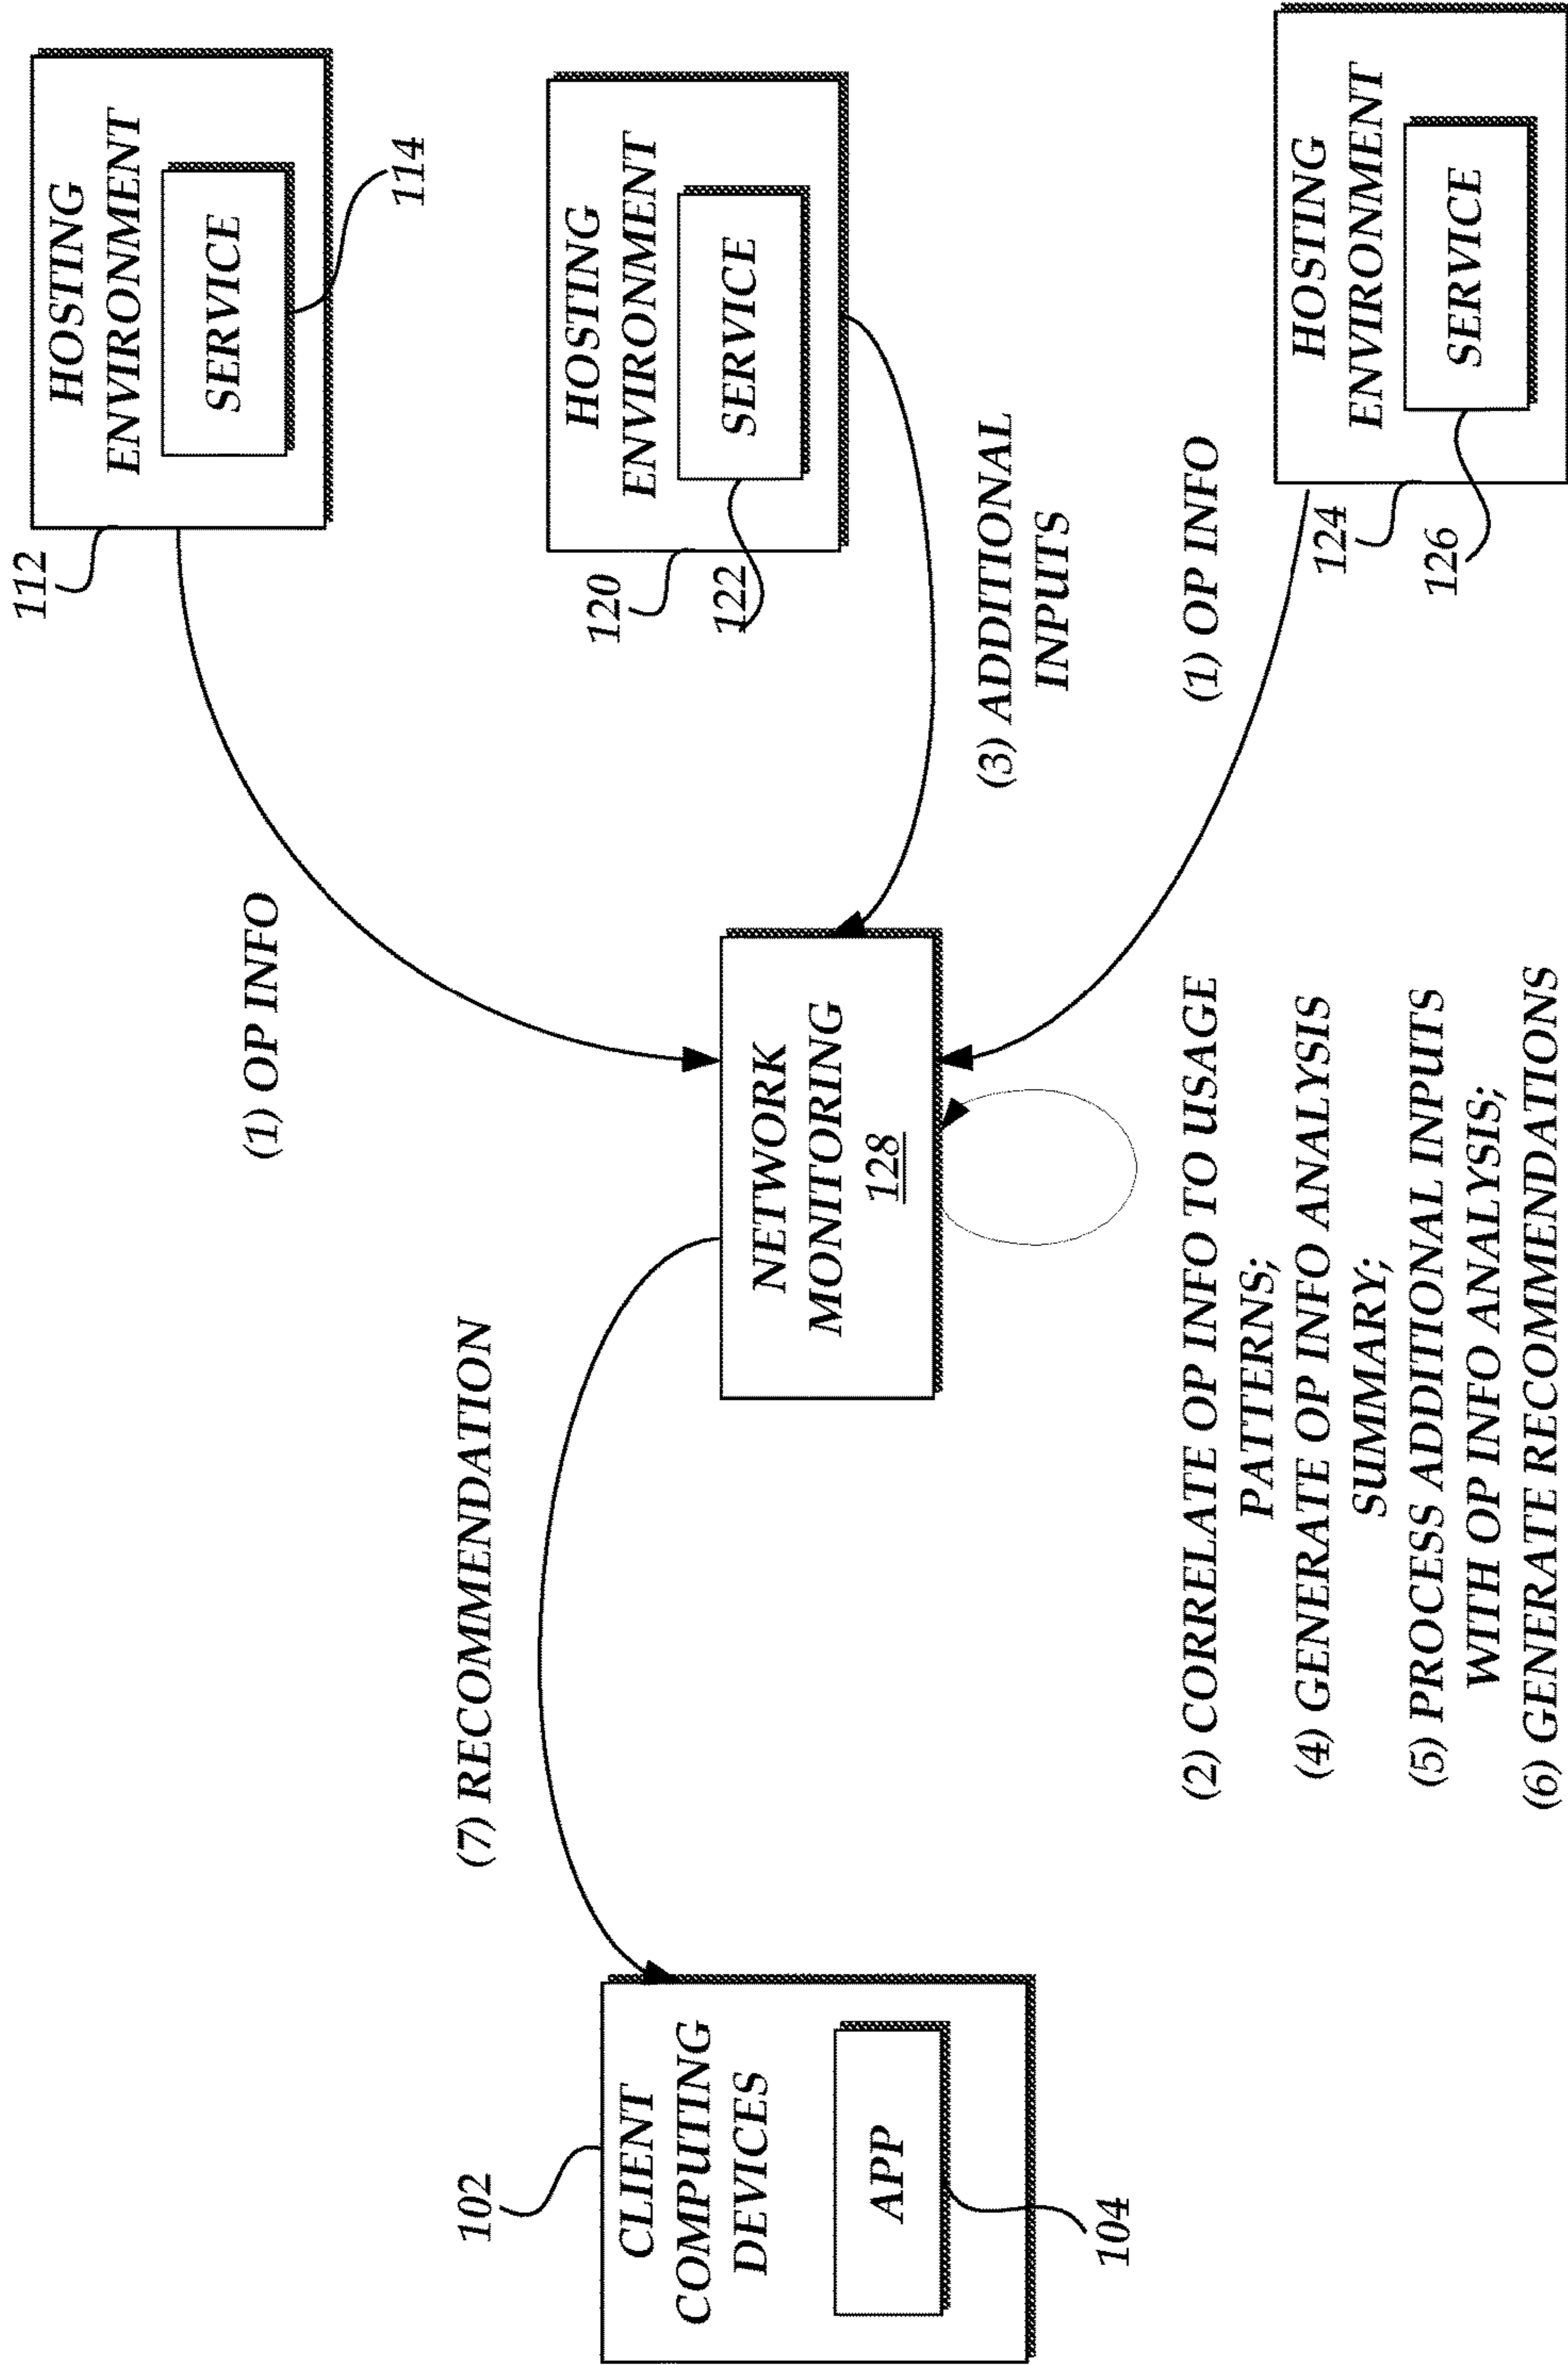 102
CLIENT
COMPUTING
DEVICES
APP
104
(7) RECOMMENDATION
NETWORK
MONITORING
128
(1) OP INFO
112
HOSTING
ENVIRONMENT
SERVICE
114
120
122
HOSTING
ENVIRONMENT
SERVICE
(3) ADDITIONAL
INPUTS
(1) OP INFO
124
126
HOSTING
ENVIRONMENT
SERVICE
(2) CORRELATE OP INFO TO USAGE
PATTERNS;
(4) GENERATE OP INFO ANALYSIS
SUMMARY;
(5) PROCESS ADDITIONAL INPUTS
WITH OP INFO ANALYSIS;
(6) GENERATE RECOMMENDATIONS